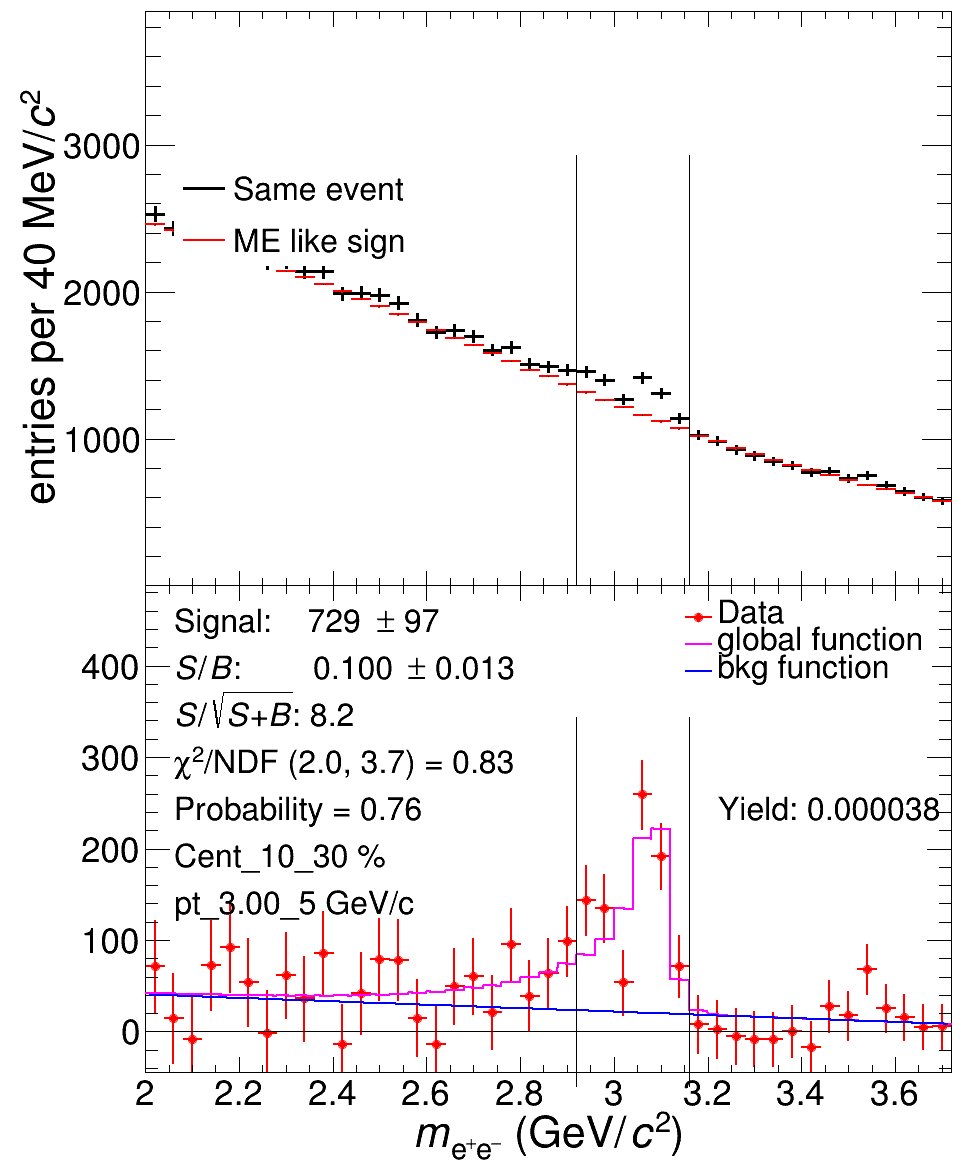 entries per 40 MeV/c²
3000
2000
1000
Same event
ME like sign
Signal: 729 ± 97
S/B: 0.100 ± 0.013
S/√S+B: 8.2
χ²/NDF (2.0, 3.7) = 0.83
Probability = 0.76
Cent_10_30 %
pt_3.00_5 GeV/c
Data
global function
bkg function
Yield: 0.000038
400
300
200
100
0
2 2.2 2.4 2.6 2.8 3 3.2 3.4 3.6
mₑ⁺ₑ⁻ (GeV/c²)